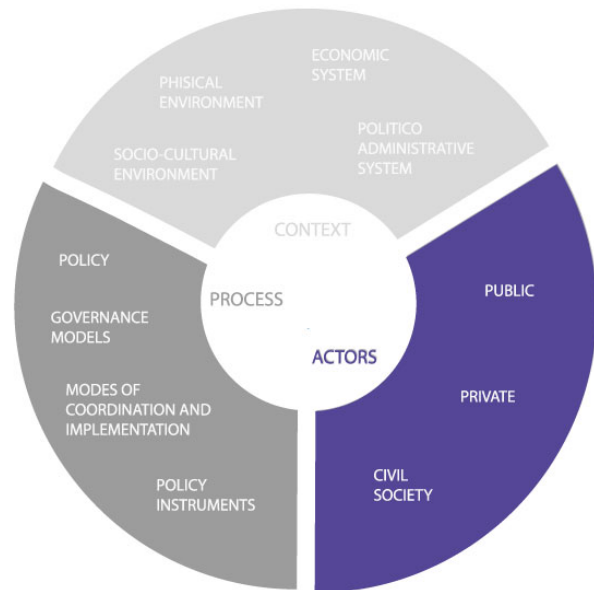 ECONOMIC
SYSTEM
PHISICAL
ENVIRONMENT
POLITICO
ADMINISTRATIVE
SYSTEM
SOCIO-CULTURAL
ENVIRONMENT
CONTEXT
POLICY
GOVERNANCE
MODELS
MODES OF
COORDINATION AND
IMPLEMENTATION
POLICY
INSTRUMENTS
PROCESS
ACTORS
PUBLIC
PRIVATE
CIVIL
SOCIETY